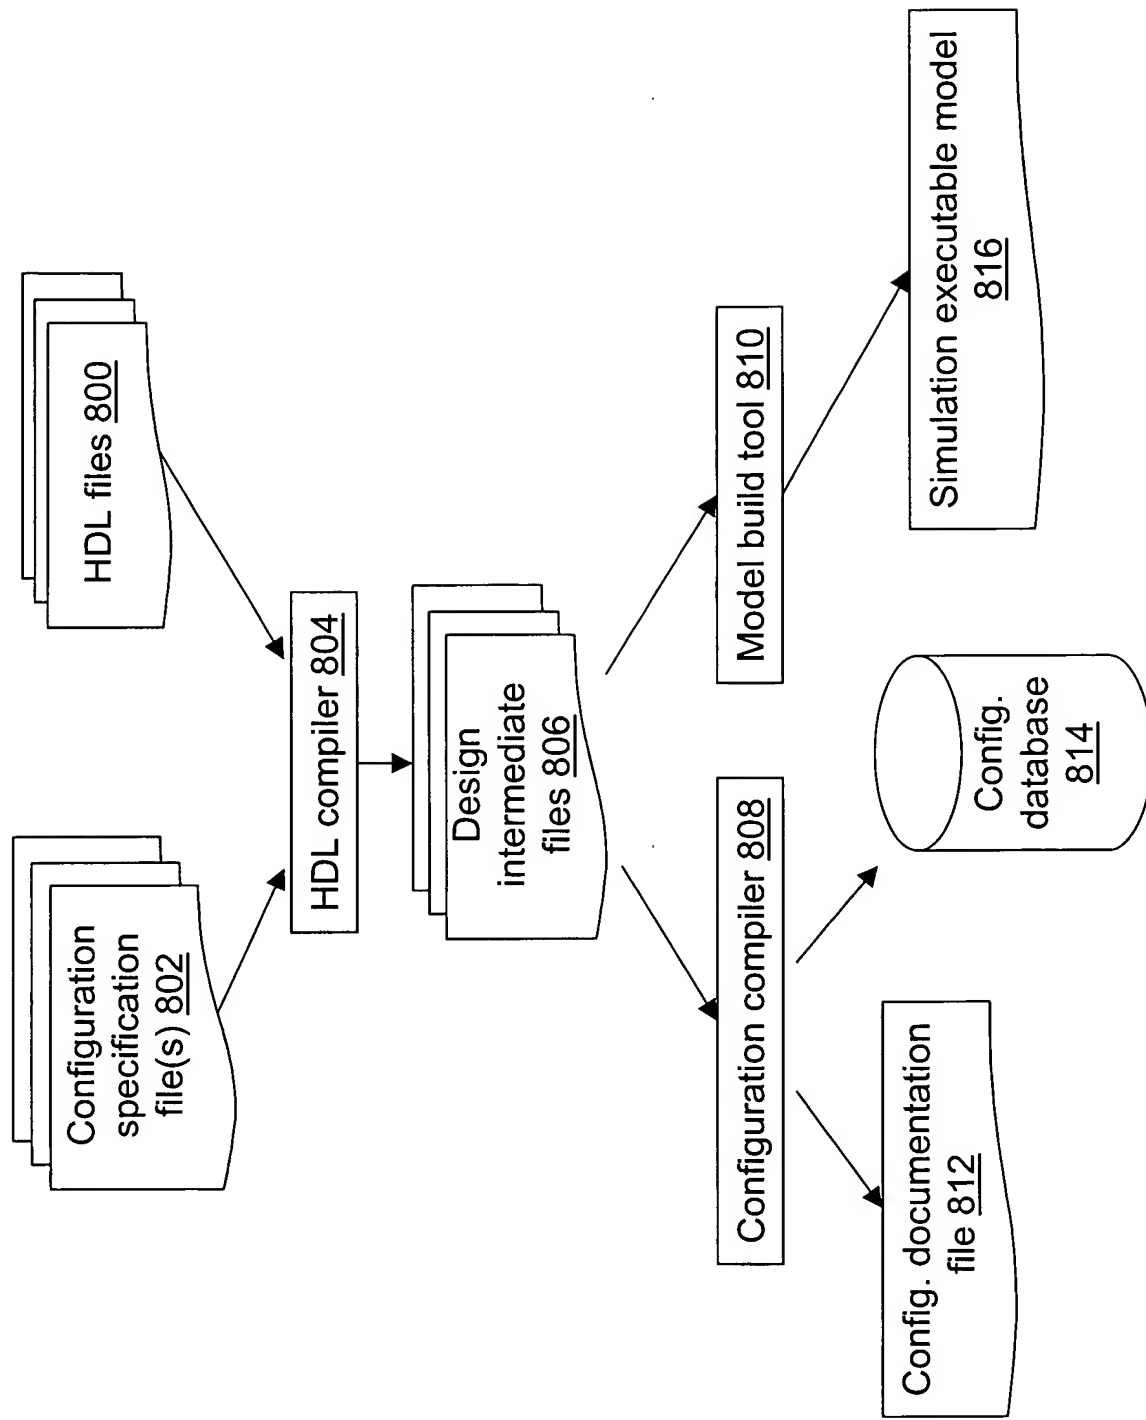 Configuration
specification
file(s) 802
HDL files 800
HDL compiler 804
Design
intermediate
files 806
Configuration compiler 808
Model build tool 810
Config. documentation
file 812
Config.
database
814
Simulation executable model
816